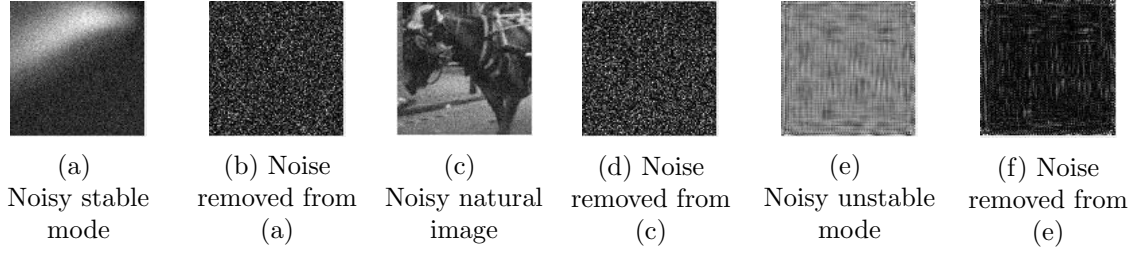 (a)
Noisy stable
mode
(b) Noise
removed from
(a)
(c)
Noisy natural
image
(d) Noise
removed from
(c)
(e)
Noisy unstable
mode
(f) Noise
removed from
(e)